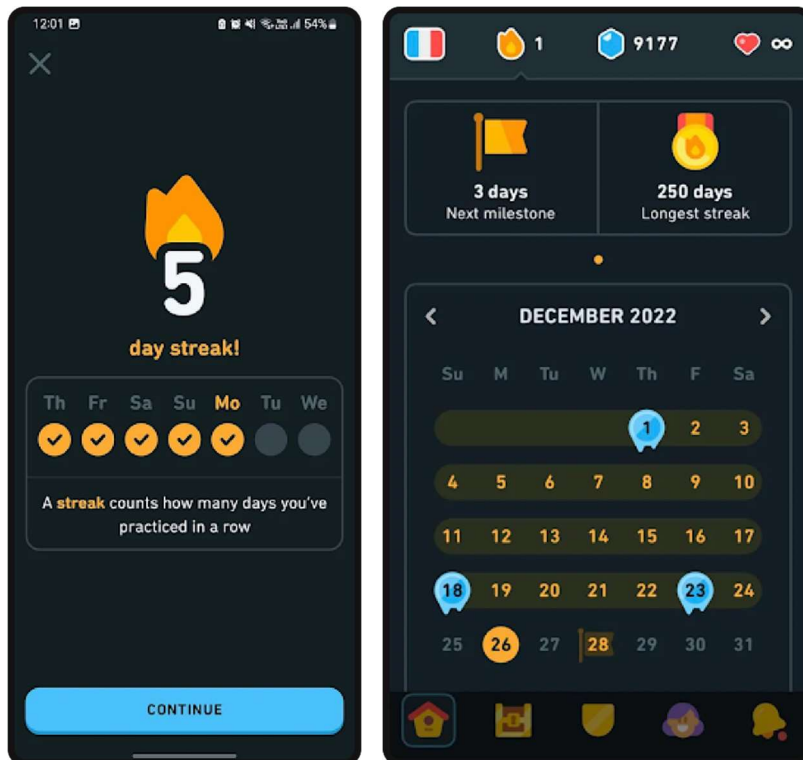 12:01 54%
5
day streak!
Th Fr Sa Su Mo Tu We
A streak counts how many days you've
practiced in a row
CONTINUE
1 9177 ∞
3 days
Next milestone
250 days
Longest streak
DECEMBER 2022
Su M Tu W Th F Sa
1 2 3
4 5 6 7 8 9 10
11 12 13 14 15 16 17
18 19 20 21 22 23 24
25 26 27 28 29 30 31